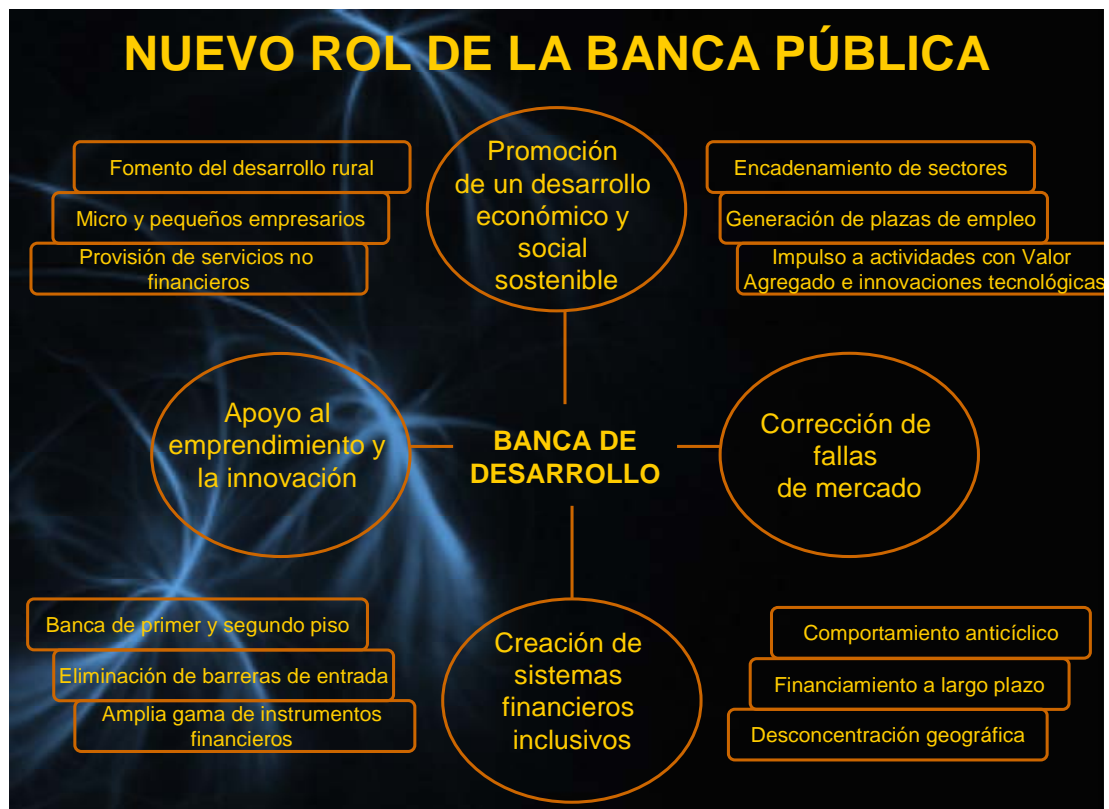 NUEVO ROL DE LA BANCA PÚBLICA
Fomento del desarrollo rural
Micro y pequeños empresarios
Provisión de servicios no
financieros
Promoción
de un desarrollo
económico y
social
sostenible
Encadenamiento de sectores
Generación de plazas de empleo
Impulso a actividades con Valor
Agregado e innovaciones tecnológicas
Apoyo al
emprendimiento y
la innovación
BANCA DE
DESARROLLO
Corrección de
fallas
de mercado
Banca de primer y segundo piso
Eliminación de barreras de entrada
Amplia gama de instrumentos
financieros
Creación de
sistemas
financieros
inclusivos
Comportamiento anticíclico
Financiamiento a largo plazo
Desconcentración geográfica